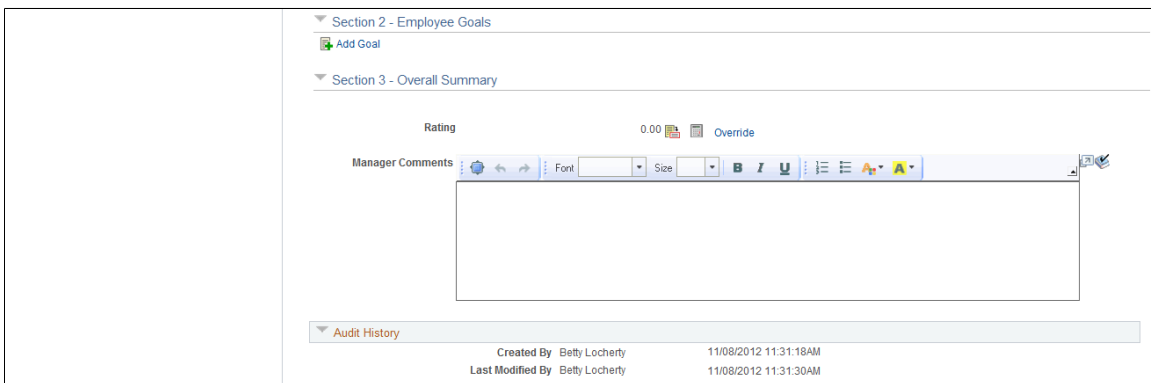 Section 2 - Employee Goals
Add Goal
Section 3 - Overall Summary
Rating 0.00 Override
Manager Comments Font Size B I U A A
Audit History
Created By Betty Locherty 11/08/2012 11:31:18AM
Last Modified By Betty Locherty 11/08/2012 11:31:30AM